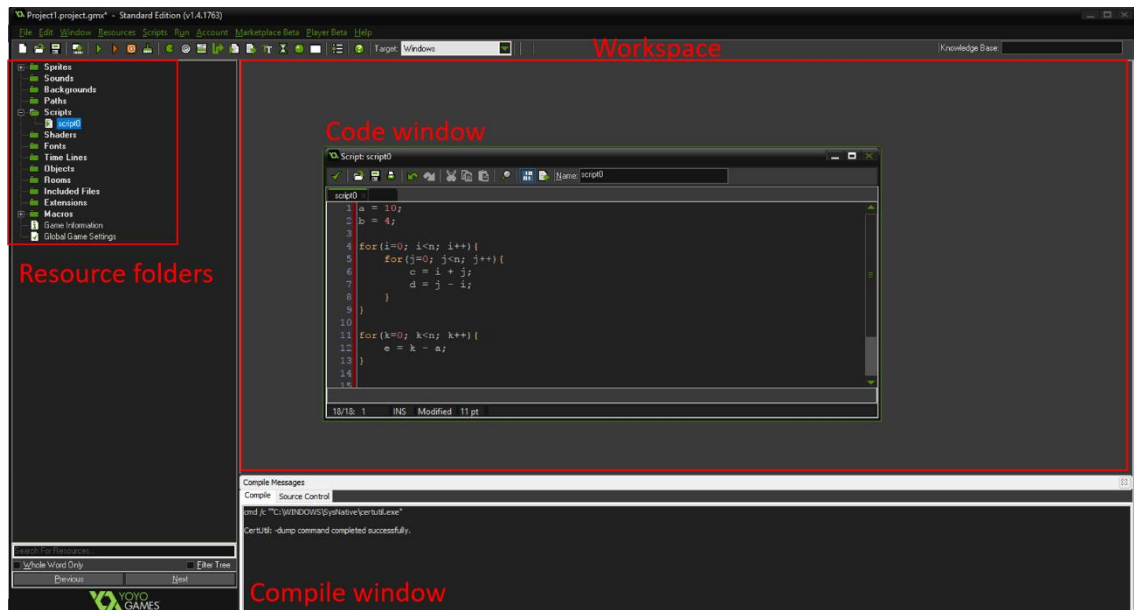 Project1.project.gmx* - Standard Edition (v1.4.1763)
File Edit Window Resources Scripts Run Account Marketplace Beta Player Beta Help
Target: Windows
Knowledge Base:
Workspace
Sprites
Sounds
Backgrounds
Paths
Scripts
script0
Shaders
Fonts
Time Lines
Objects
Rooms
Included Files
Extensions
Macros
Game Information
Global Game Settings
Resource folders
Code window
Script: script0
Name: script0
script0
1 a = 10;
2 b = 4;
3
4 for(i=0; i<n; i++){
5 for(j=0; j<n; j++){
6 c = i + j;
7 d = j - i;
8 }
9 }
10
11 for(k=0; k<n; k++){
12 e = k - a;
13 }
14
15
18/18: 1 INS Modified 11 pt
Compile Messages
Compile Source Control
cmd /c ""C:\WINDOWS\SysNative\certutil.exe"
CertUtil: -dump command completed successfully.
Compile window
Search For Resources...
Whole Word Only Filter Tree
Previous Next
YOYO
GAMES